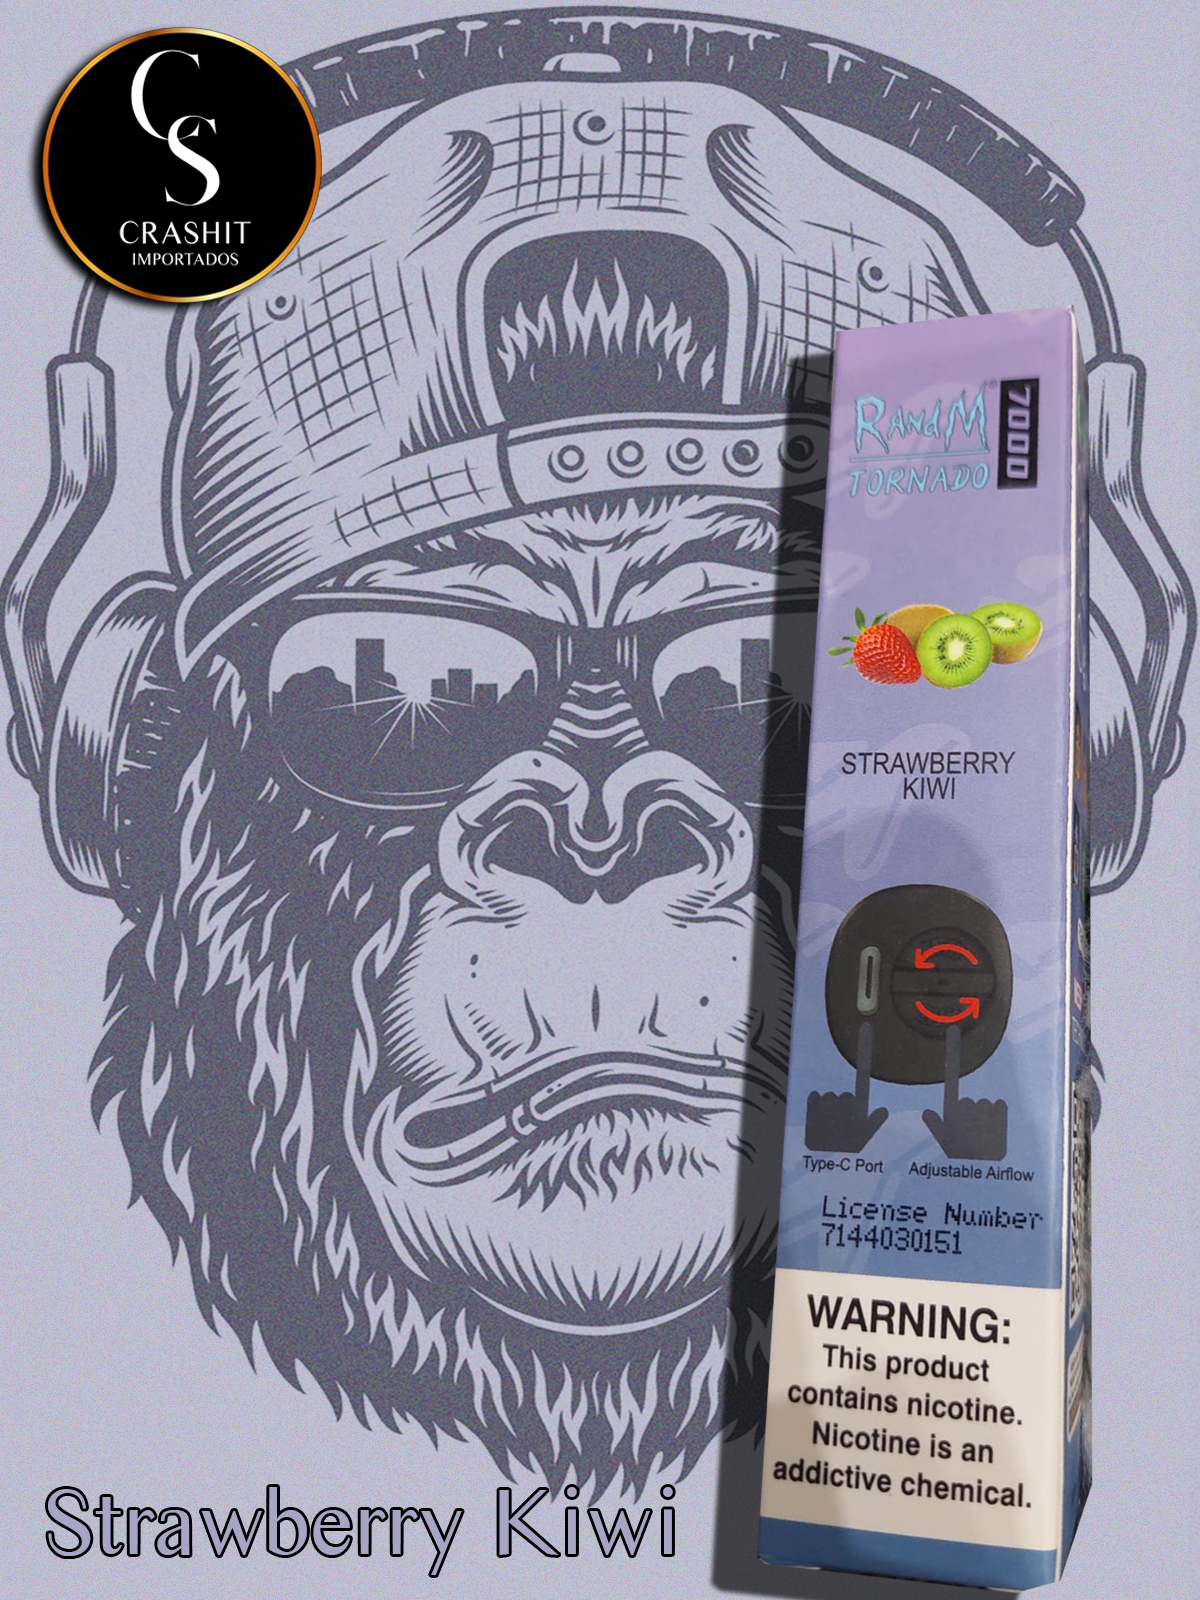 CS
CRASHIT
IMPORTADOS
RANdM
TORNADO
7000
STRAWBERRY
KIWI
Type-C Port
Adjustable Airflow
License Number
7144030151
WARNING:
This product
contains nicotine.
Nicotine is an
addictive chemical.
Strawberry Kiwi